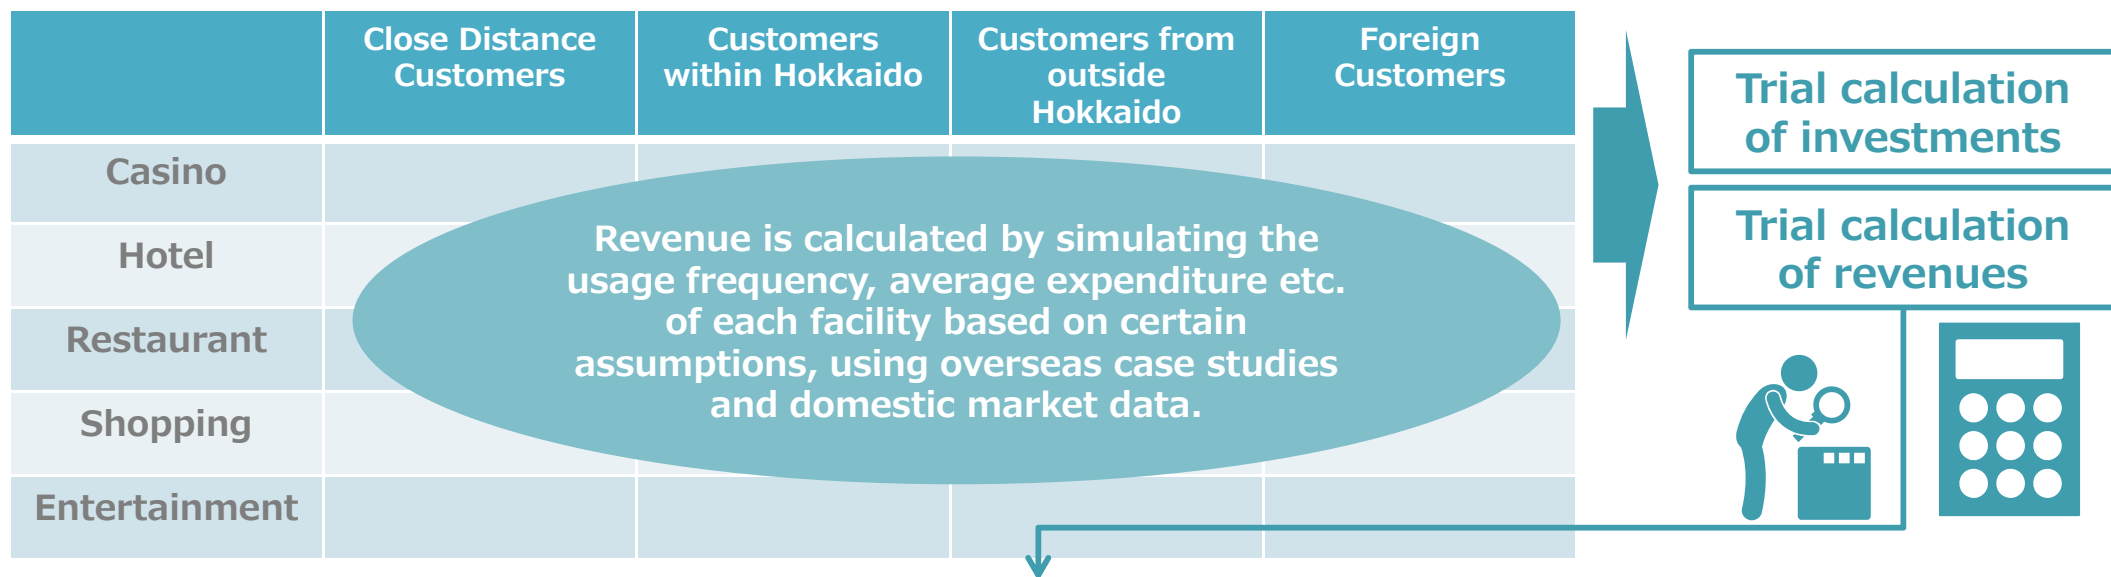 Close Distance
Customers
Customers
within Hokkaido
Customers from
outside
Hokkaido
Foreign
Customers
Casino
Hotel
Restaurant
Shopping
Entertainment
Revenue is calculated by simulating the
usage frequency, average expenditure etc.
of each facility based on certain
assumptions, using overseas case studies
and domestic market data.
Trial calculation
of investments
Trial calculation
of revenues